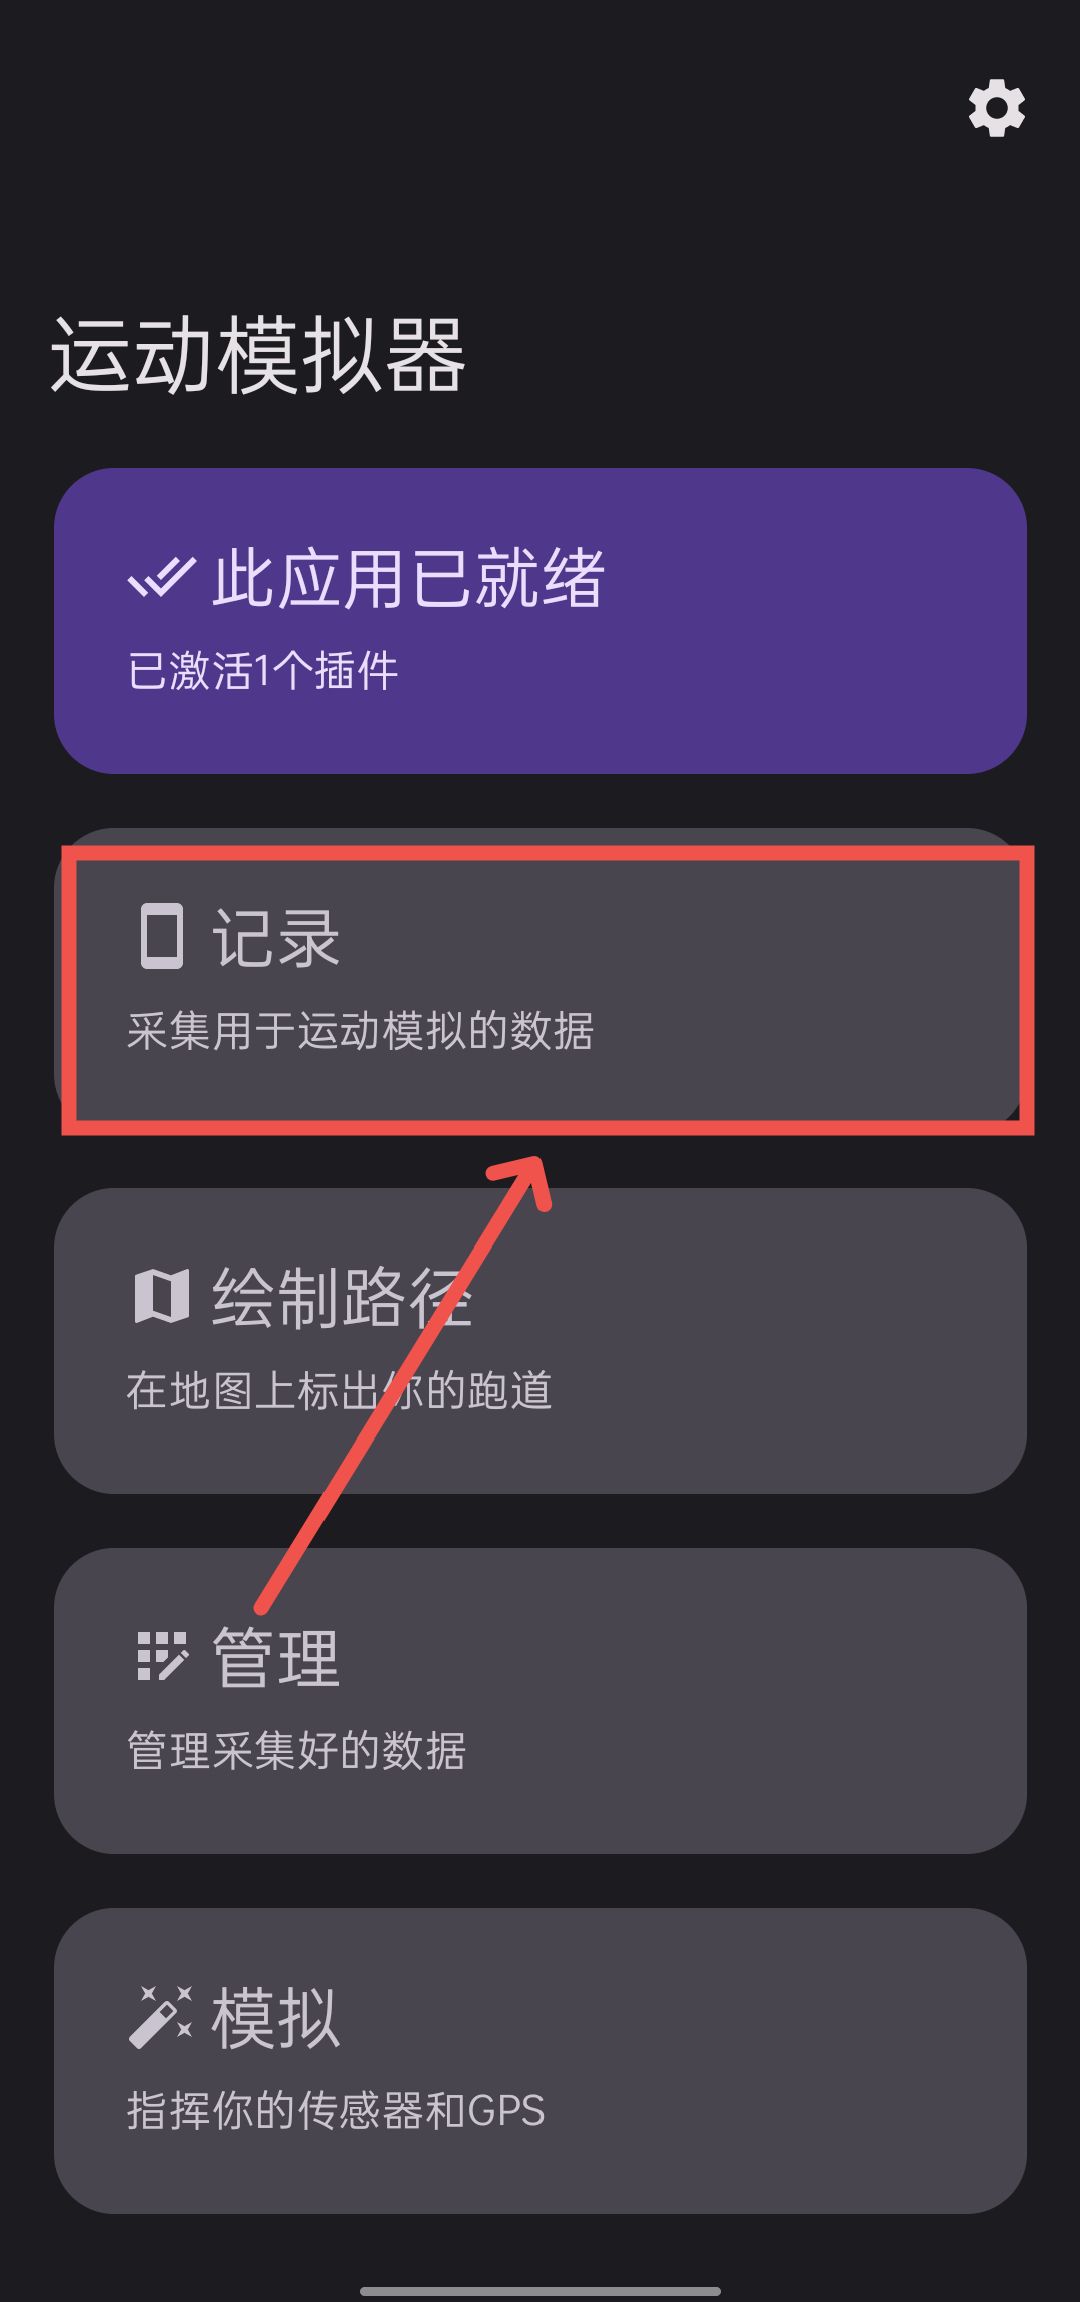 运动模拟器
此应用已就绪
已激活1个插件
记录
采集用于运动模拟的数据
绘制路径
在地图上标出你的跑道
管理
管理采集好的数据
模拟
指挥你的传感器和GPS